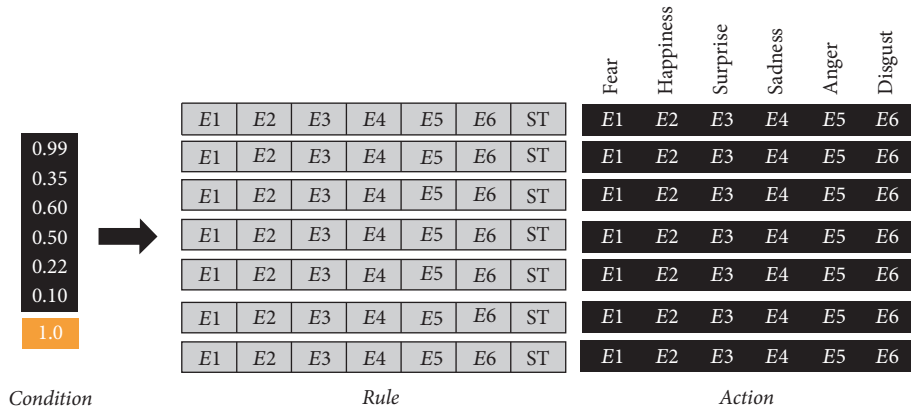 Fear Happiness Surprise Sadness Anger Disgust
E1 E2 E3 E4 E5 E6 ST E1 E2 E3 E4 E5 E6
0.99
E1 E2 E3 E4 E5 E6 ST E1 E2 E3 E4 E5 E6
0.35
E1 E2 E3 E4 E5 E6 ST E1 E2 E3 E4 E5 E6
0.60
0.50
E1 E2 E3 E4 E5 E6 ST E1 E2 E3 E4 E5 E6
0.22
E1 E2 E3 E4 E5 E6 ST E1 E2 E3 E4 E5 E6
0.10
E1 E2 E3 E4 E5 E6 ST E1 E2 E3 E4 E5 E6
1.0
E1 E2 E3 E4 E5 E6 ST E1 E2 E3 E4 E5 E6
Condition Rule Action